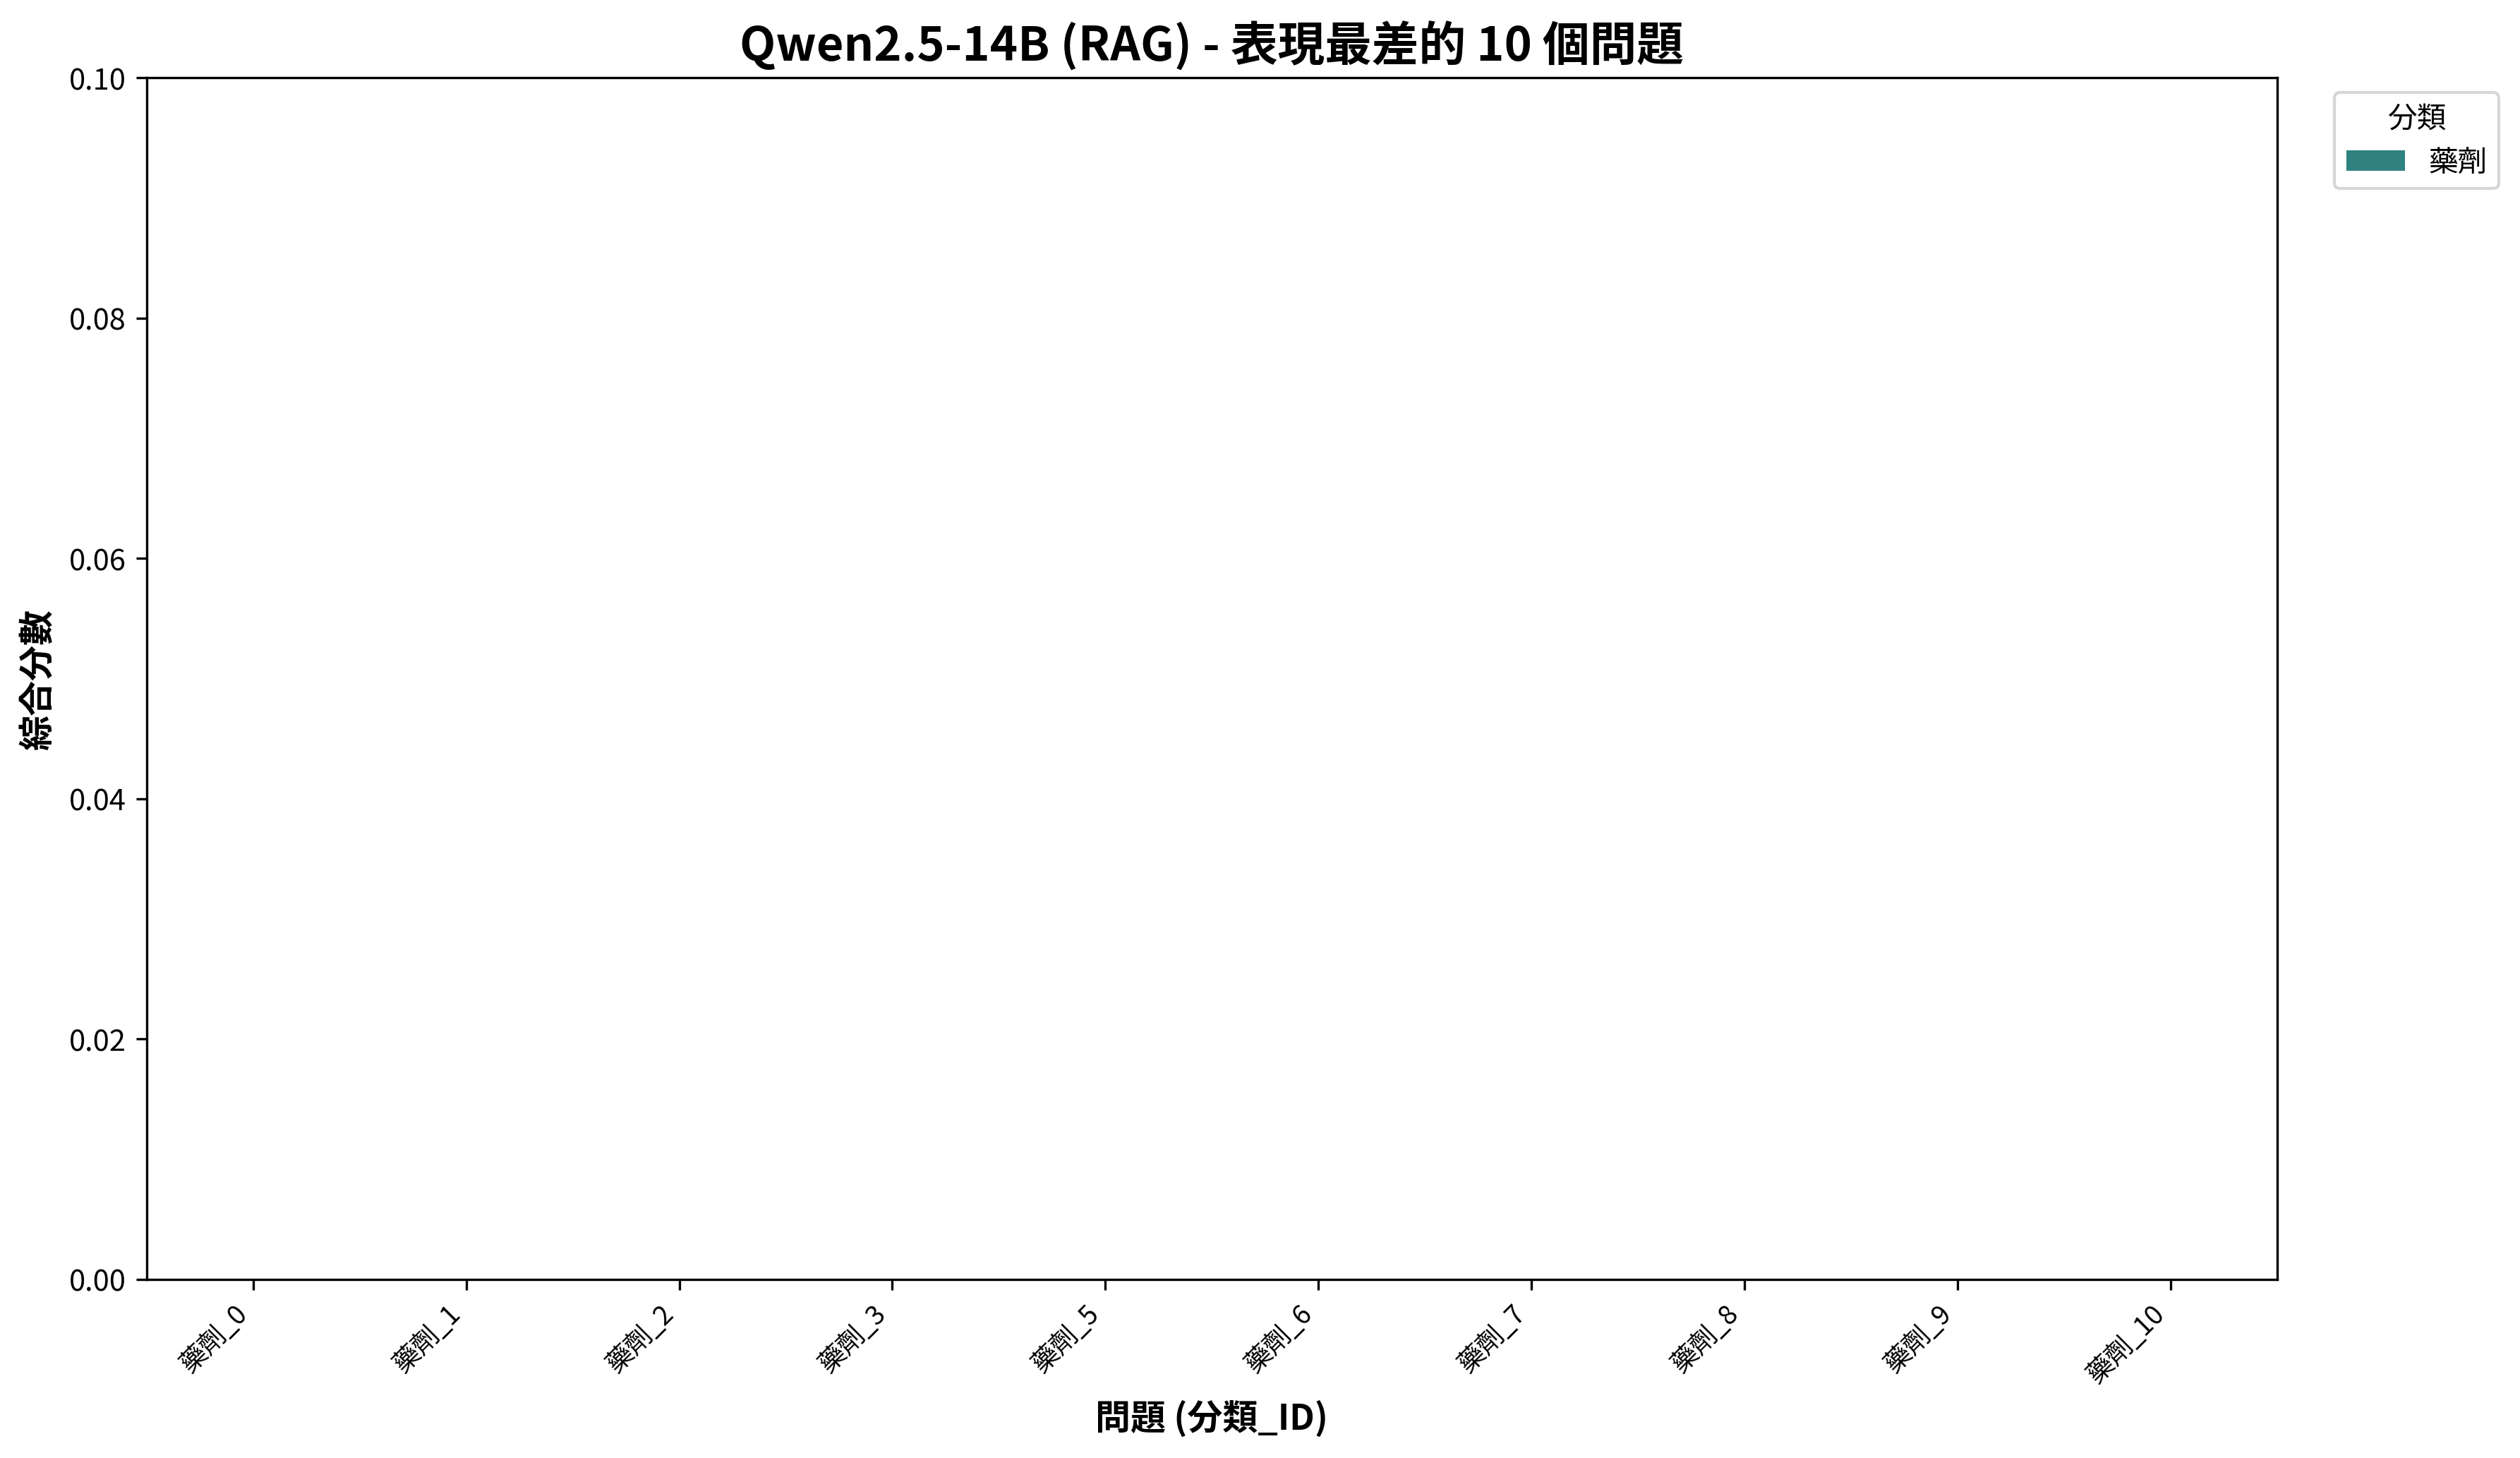 Qwen2.5-14B (RAG) - 表現最差的 10 個問題
分類
藥劑
綜合分數
0.10
0.08
0.06
0.04
0.02
0.00
藥劑_0
藥劑_1
藥劑_2
藥劑_3
藥劑_5
藥劑_6
藥劑_7
藥劑_8
藥劑_9
藥劑_10
問題 (分類_ID)